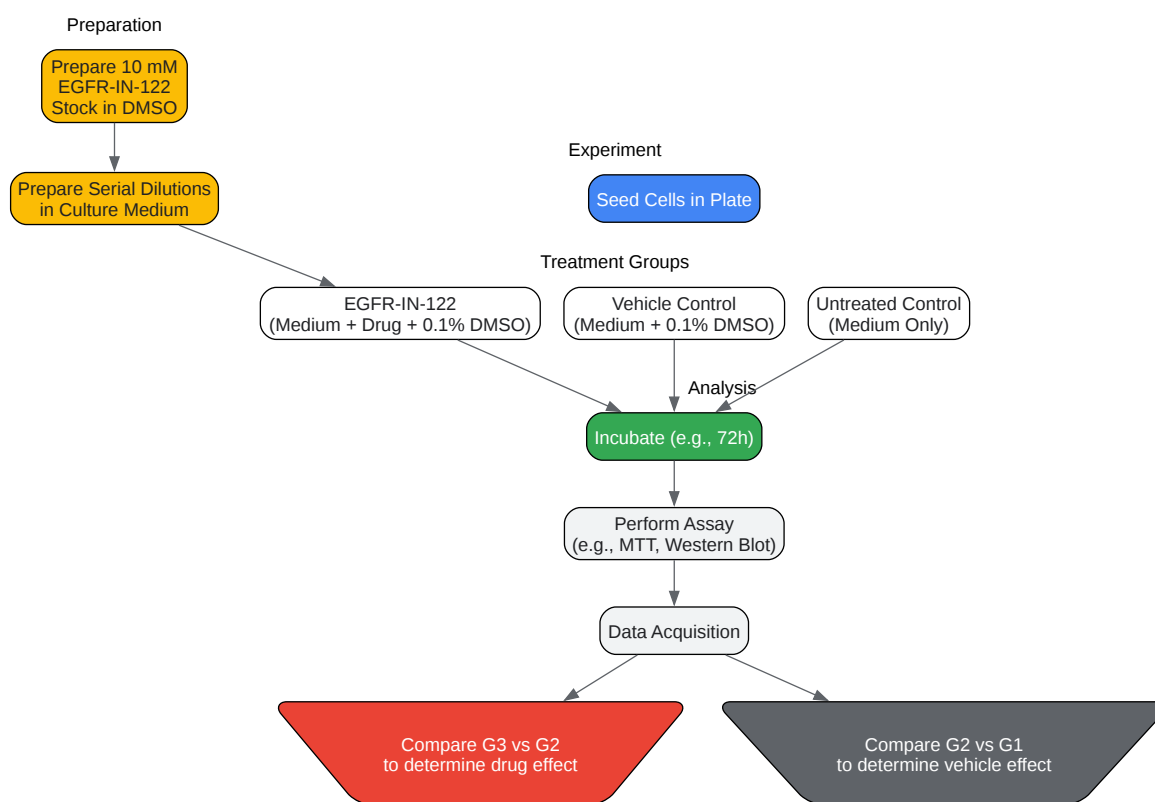 Preparation
Prepare 10 mM
EGFR-IN-122
Stock in DMSO
Prepare Serial Dilutions
in Culture Medium
Experiment
Seed Cells in Plate
Treatment Groups
EGFR-IN-122
(Medium + Drug + 0.1% DMSO)
Vehicle Control
(Medium + 0.1% DMSO)
Untreated Control
(Medium Only)
Analysis
Incubate (e.g., 72h)
Perform Assay
(e.g., MTT, Western Blot)
Data Acquisition
Compare G3 vs G2
to determine drug effect
Compare G2 vs G1
to determine vehicle effect